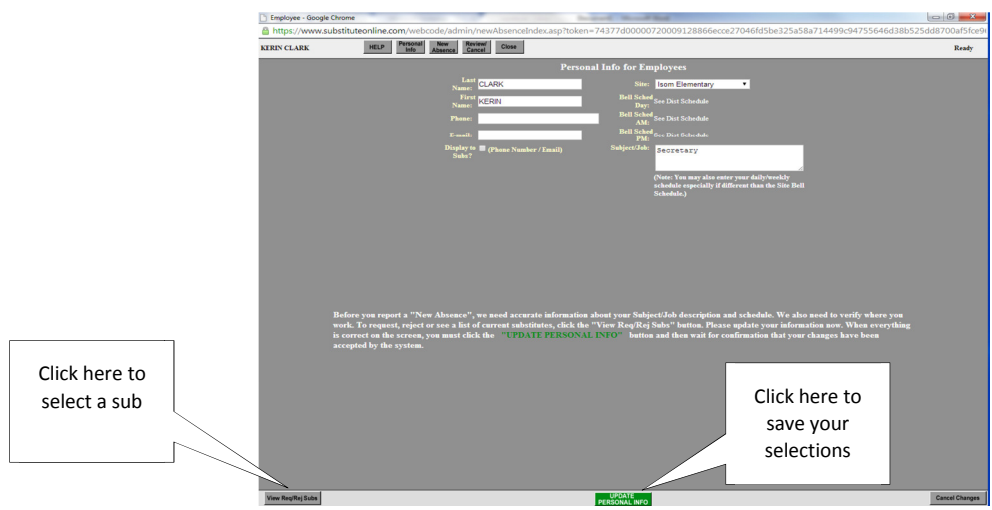 Employee - Google Chrome
https://www.substituteonline.com/webcode/admin/newAbsenceIndex.asp?token=74377d00000720009128866ecce27046fd5be325a58a714499c94755646d38b525dd8700af5fce9
KERIN CLARK HELP Personal Info New Absence Review/ Cancel Close Ready
Personal Info for Employees
Last Name: CLARK Site: Isom Elementary
First Name: KERIN Bell Sched Day: See Dist Schedule
Phone: Bell Sched AM: See Dist Schedule
E-mail: Bell Sched PM: See Dist Schedule
Display to Subs? (Phone Number / Email) Subject/Job: Secretary
(Note: You may also enter your daily/weekly
schedule especially if different than the Site Bell
Schedule.)
Before you report a "New Absence", we need accurate information about your Subject/Job description and schedule. We also need to verify where you
work. To request, reject or see a list of current substitutes, click the "View Req/Rej Subs" button. Please update your information now. When everything
is correct on the screen, you must click the "UPDATE PERSONAL INFO" button and then wait for confirmation that your changes have been
accepted by the system.
Click here to
select a sub
Click here to
save your
selections
View Req/Rej Subs UPDATE PERSONAL INFO Cancel Changes